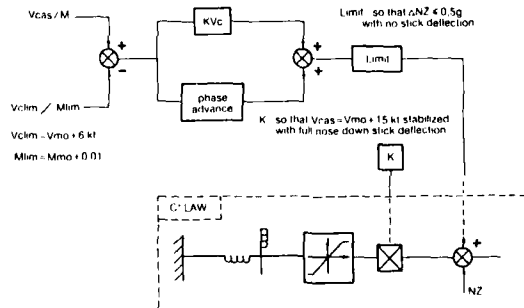 Vcas/M
+
−
Vclim / Mlim
Vclim = Vmo + 6 kt
Mlim = Mmo + 0.01
KVc
phase
advance
+
+
Limit so that △NZ ≤ 0,5g
with no stick deflection
Limit
K so that Vcas = Vmo + 15 kt stabilized
with full nose down stick deflection
K
C* LAW
+
NZ